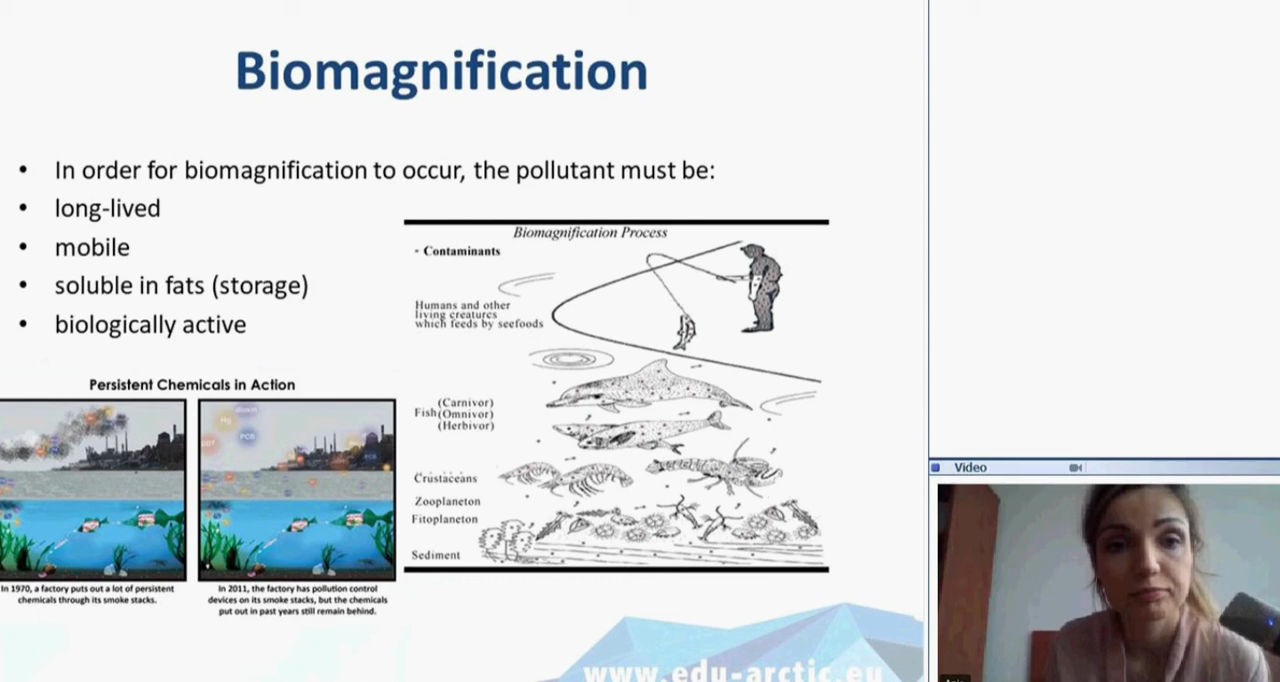 Biomagnification
• In order for biomagnification to occur, the pollutant must be:
• long-lived
• mobile
• soluble in fats (storage)
• biologically active
Biomagnification Process
- Contaminants
Humans and other
living creatures
which feeds by seefoods
(Carnivor)
Fish(Omnivor)
(Herbivor)
Crustaceans
Zooplaneton
Fitoplaneton
Sediment
Persistent Chemicals in Action
Hg
PCB
DDT
PCB
In 1970, a factory puts out a lot of persistent
chemicals through its smoke stacks.
In 2011, the factory has pollution control
devices on its smoke stacks, but the chemicals
put out in past years still remain behind.
www.edu-arctic.eu
Video